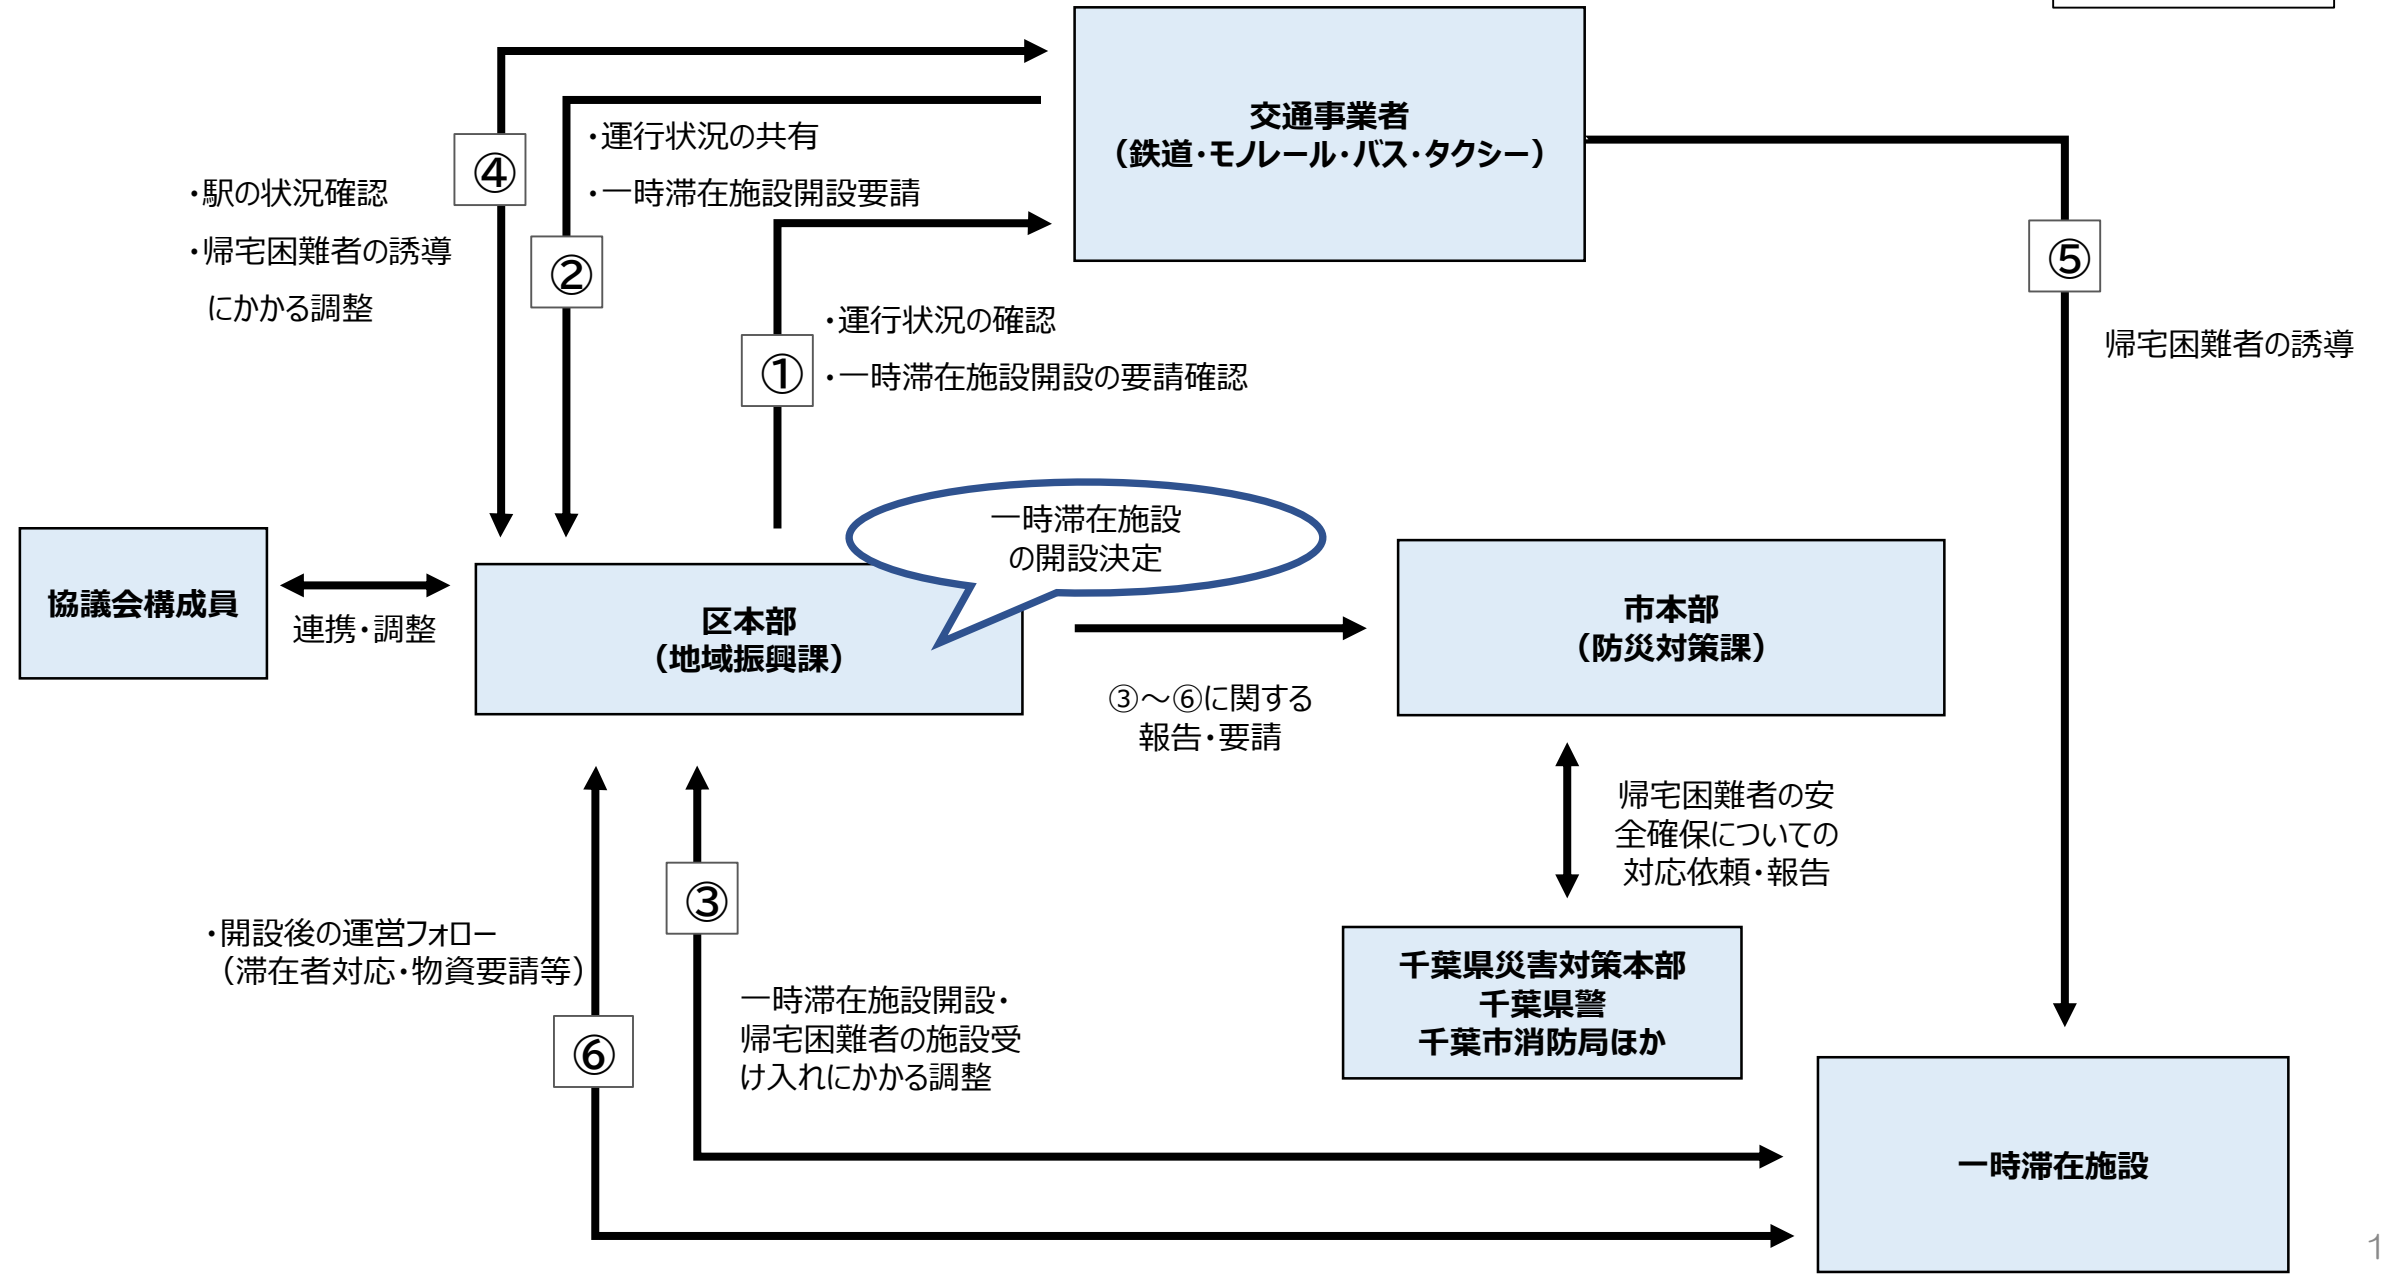 交通事業者
（鉄道・モノレール・バス・タクシー）
④
・運行状況の共有
・一時滞在施設開設要請
・駅の状況確認
・帰宅困難者の誘導
にかかる調整
②
⑤
①
・運行状況の確認
・一時滞在施設開設の要請確認
帰宅困難者の誘導
一時滞在施設
の開設決定
協議会構成員
連携・調整
区本部
（地域振興課）
市本部
（防災対策課）
③～⑥に関する
報告・要請
帰宅困難者の安
全確保についての
対応依頼・報告
③
・開設後の運営フォロー
（滞在者対応・物資要請等）
千葉県災害対策本部
千葉県警
千葉市消防局ほか
一時滞在施設開設・
帰宅困難者の施設受
け入れにかかる調整
⑥
一時滞在施設
1